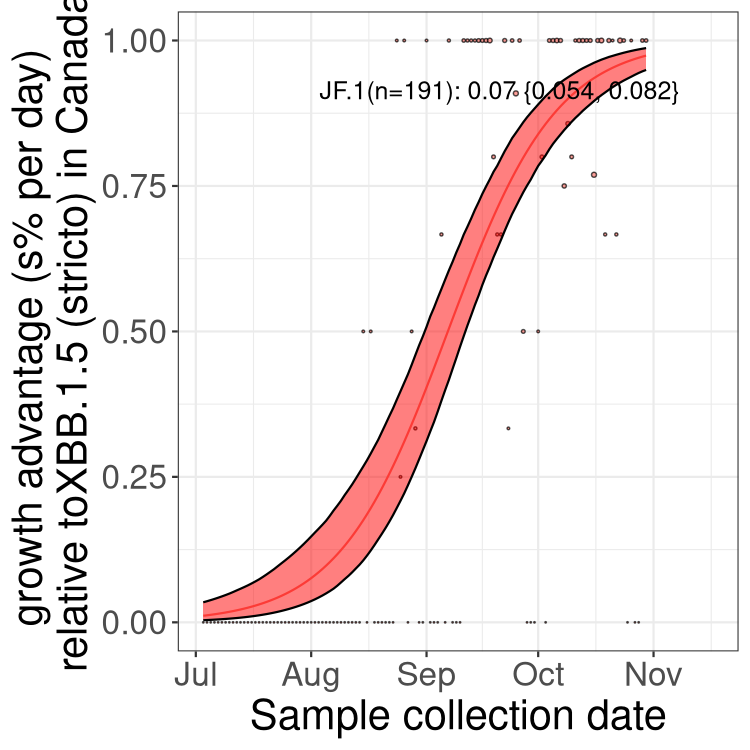 growth advantage (s% per day)
relative toXBB.1.5 (stricto) in Canada
1.00
0.75
0.50
0.25
0.00
JF.1(n=191): 0.07 {0.054, 0.082}
Jul Aug Sep Oct Nov
Sample collection date